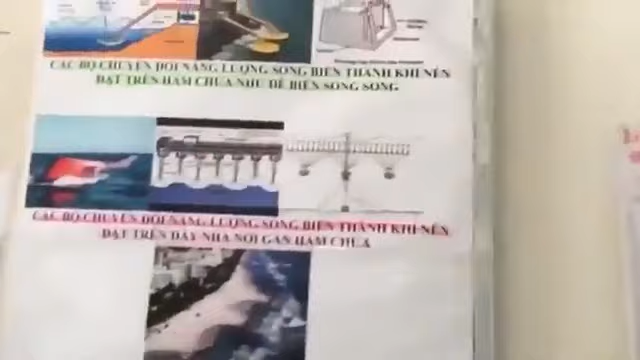 CÁC BỘ CHUYỂN ĐỔI NĂNG LƯỢNG SÓNG BIỂN THÀNH KHÍ NÉN
ĐẶT TRÊN HẦM CHỨA NHƯ ĐÊ BIỂN SONG SONG
CÁC BỘ CHUYỂN ĐỔI NĂNG LƯỢNG SÓNG BIỂN THÀNH KHÍ NÉN
ĐẶT TRÊN DÃY NHÀ NỔI GẦN HẦM CHỨA